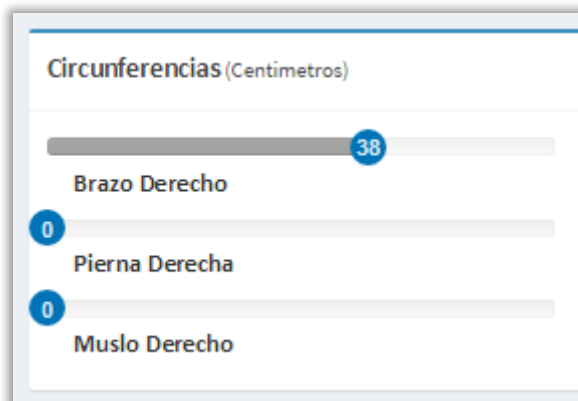 Circunferencias (Centimetros)
38
Brazo Derecho
0
Pierna Derecha
0
Muslo Derecho